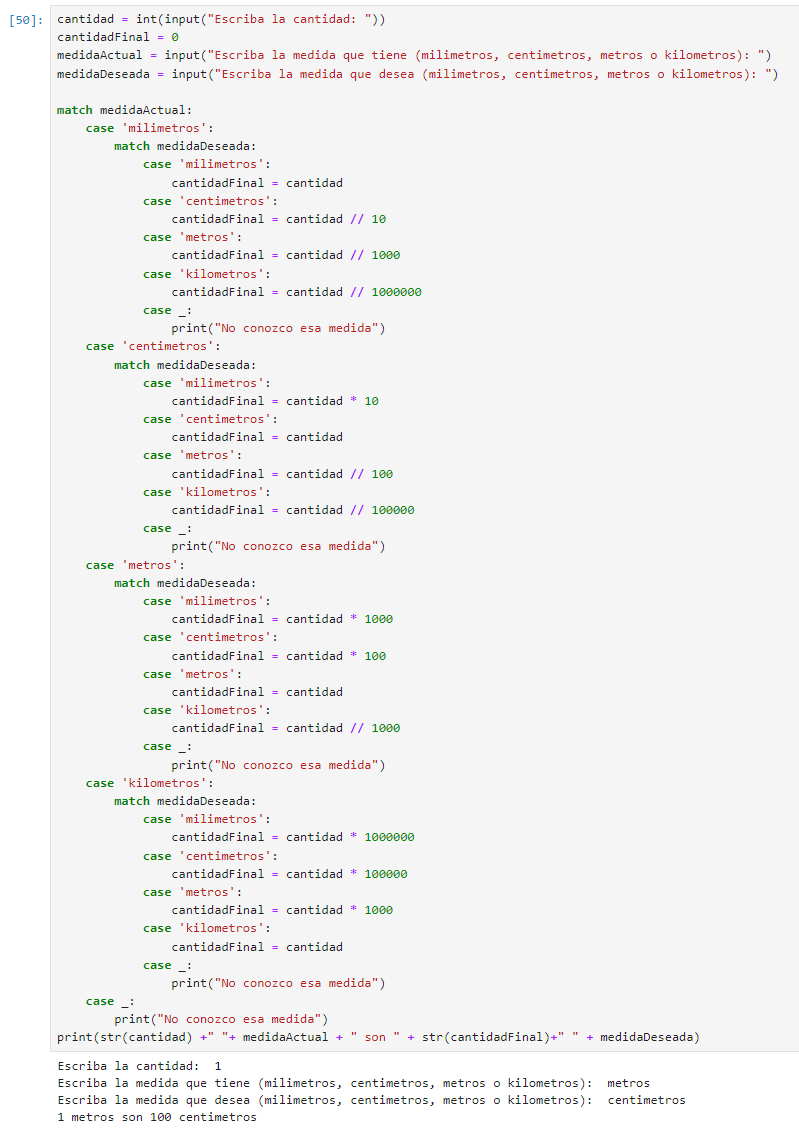 [50]: cantidad = int(input("Escriba la cantidad: "))
cantidadFinal = 0
medidaActual = input("Escriba la medida que tiene (milimetros, centimetros, metros o kilometros): ")
medidaDeseada = input("Escriba la medida que desea (milimetros, centimetros, metros o kilometros): ")

match medidaActual:
    case 'milimetros':
        match medidaDeseada:
            case 'milimetros':
                cantidadFinal = cantidad
            case 'centimetros':
                cantidadFinal = cantidad // 10
            case 'metros':
                cantidadFinal = cantidad // 1000
            case 'kilometros':
                cantidadFinal = cantidad // 1000000
            case _:
                print("No conozco esa medida")
    case 'centimetros':
        match medidaDeseada:
            case 'milimetros':
                cantidadFinal = cantidad * 10
            case 'centimetros':
                cantidadFinal = cantidad
            case 'metros':
                cantidadFinal = cantidad // 100
            case 'kilometros':
                cantidadFinal = cantidad // 100000
            case _:
                print("No conozco esa medida")
    case 'metros':
        match medidaDeseada:
            case 'milimetros':
                cantidadFinal = cantidad * 1000
            case 'centimetros':
                cantidadFinal = cantidad * 100
            case 'metros':
                cantidadFinal = cantidad
            case 'kilometros':
                cantidadFinal = cantidad // 1000
            case _:
                print("No conozco esa medida")
    case 'kilometros':
        match medidaDeseada:
            case 'milimetros':
                cantidadFinal = cantidad * 1000000
            case 'centimetros':
                cantidadFinal = cantidad * 100000
            case 'metros':
                cantidadFinal = cantidad * 1000
            case 'kilometros':
                cantidadFinal = cantidad
            case _:
                print("No conozco esa medida")
    case _:
        print("No conozco esa medida")
print(str(cantidad) +" "+ medidaActual + " son " + str(cantidadFinal)+" " + medidaDeseada)
Escriba la cantidad:  1
Escriba la medida que tiene (milimetros, centimetros, metros o kilometros):  metros
Escriba la medida que desea (milimetros, centimetros, metros o kilometros):  centimetros
1 metros son 100 centimetros